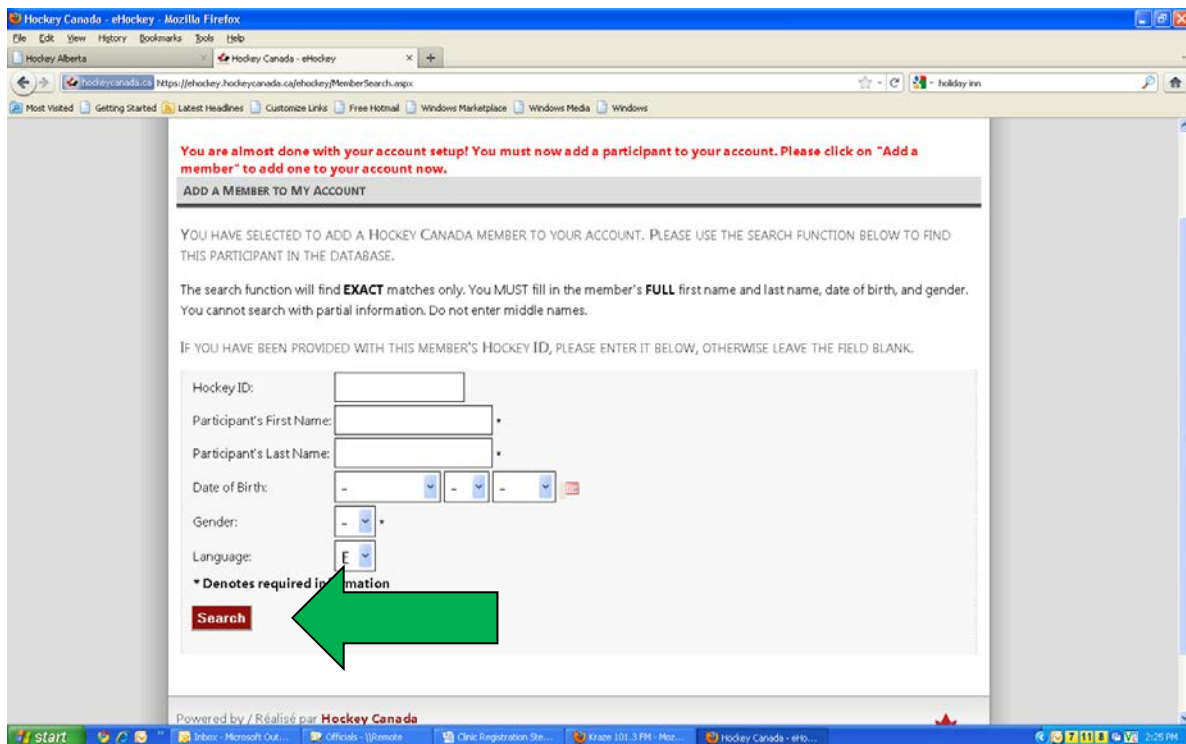 Hockey Canada - eHockey - Mozilla Firefox
File Edit View History Bookmarks Tools Help
Hockey Alberta × Hockey Canada - eHockey × +
hockeycanada.ca https://ehockey.hockeycanada.ca/ehockey/MemberSearch.aspx holiday inn
Most Visited Getting Started Latest Headlines Customize Links Free Hotmail Windows Marketplace Windows Media Windows
You are almost done with your account setup! You must now add a participant to your account. Please click on "Add a
member" to add one to your account now.
ADD A MEMBER TO MY ACCOUNT
YOU HAVE SELECTED TO ADD A HOCKEY CANADA MEMBER TO YOUR ACCOUNT. PLEASE USE THE SEARCH FUNCTION BELOW TO FIND
THIS PARTICIPANT IN THE DATABASE.
The search function will find EXACT matches only. You MUST fill in the member's FULL first name and last name, date of birth, and gender.
You cannot search with partial information. Do not enter middle names.
IF YOU HAVE BEEN PROVIDED WITH THIS MEMBER'S HOCKEY ID, PLEASE ENTER IT BELOW, OTHERWISE LEAVE THE FIELD BLANK.
Hockey ID:
Participant's First Name: *
Participant's Last Name: *
Date of Birth: - - -
Gender: - *
Language: E
* Denotes required information
Search
Powered by / Réalisé par Hockey Canada
start Inbox - Microsoft Out... Officials - \\Remote Clinic Registration Ste... Kraze 101.3 FM - Moz... Hockey Canada - eHo... 7 11 8 2:25 PM